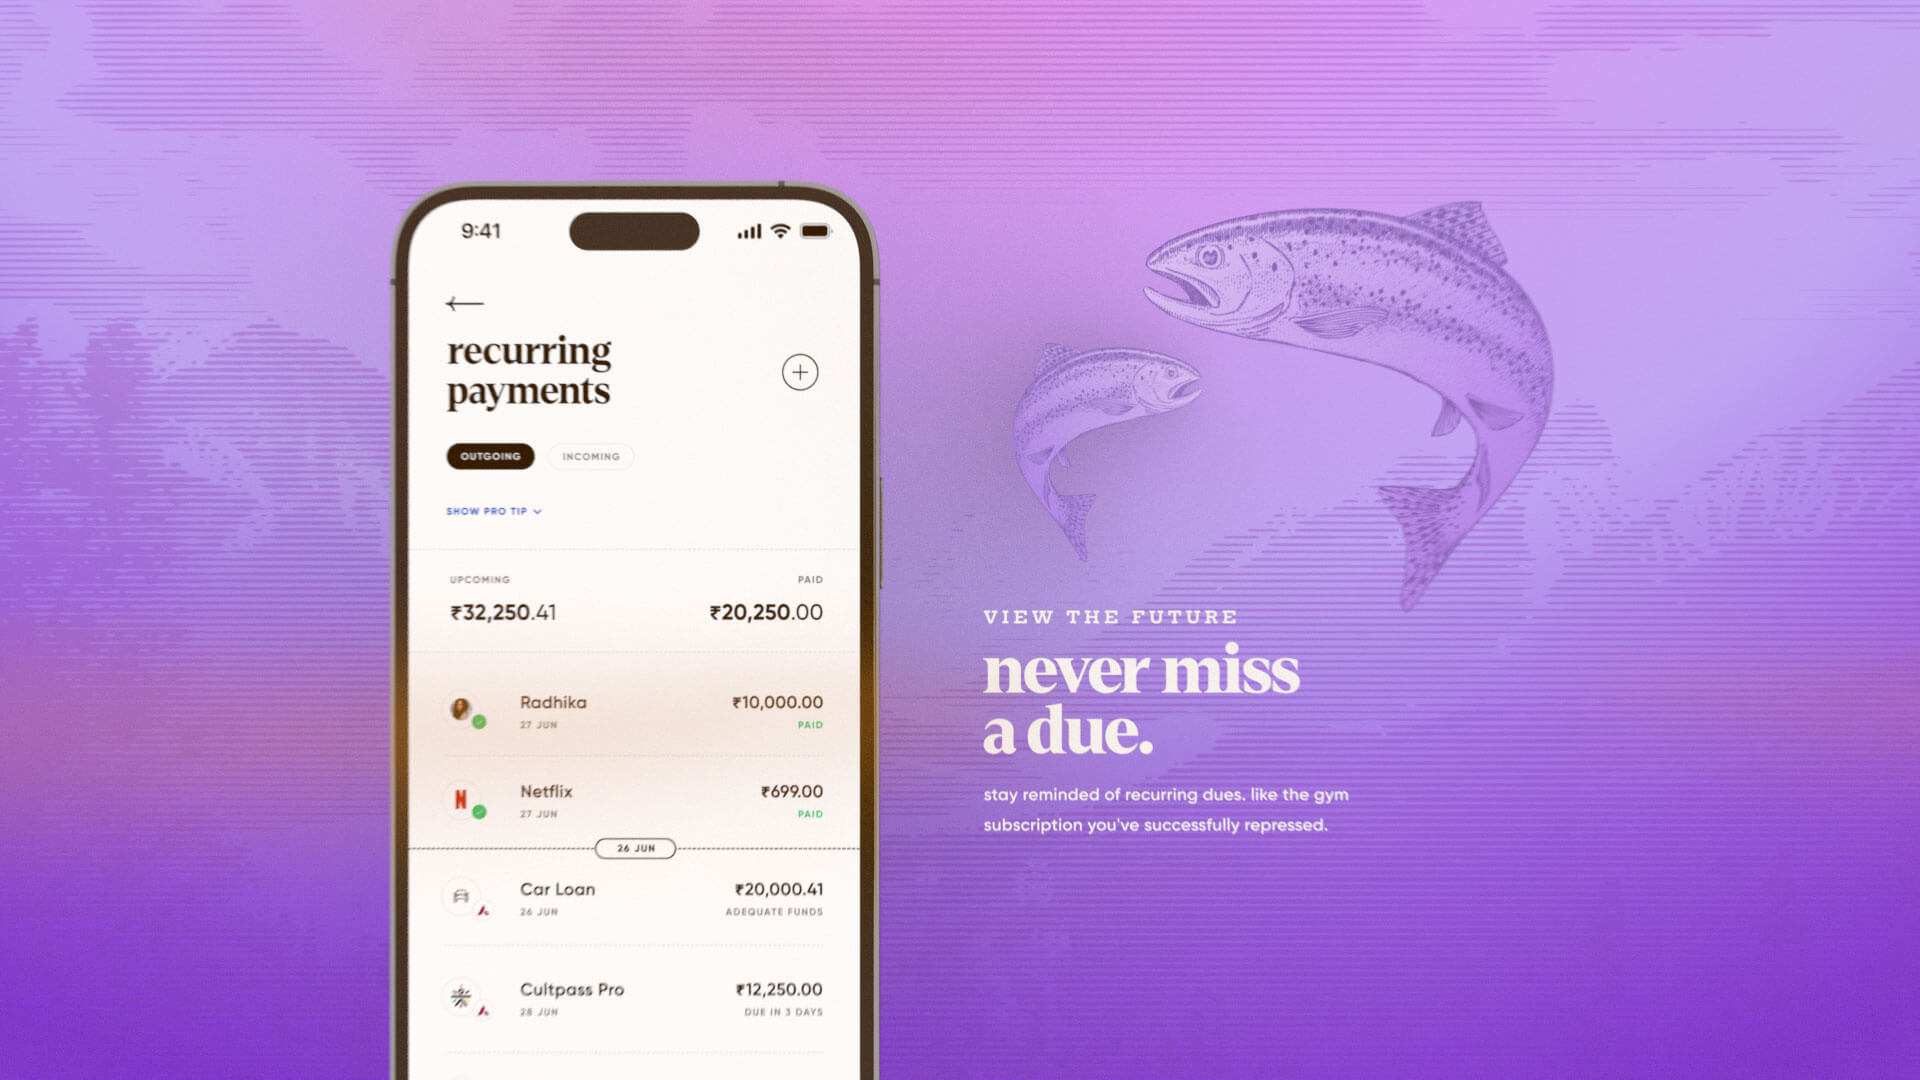 9:41
recurring
payments
OUTGOING INCOMING
SHOW PRO TIP
UPCOMING PAID
₹32,250.41 ₹20,250.00
Radhika ₹10,000.00
27 JUN PAID
N
Netflix ₹699.00
27 JUN PAID
26 JUN
Car Loan ₹20,000.41
26 JUN ADEQUATE FUNDS
Cultpass Pro ₹12,250.00
28 JUN DUE IN 3 DAYS
VIEW THE FUTURE
never miss
a due.
stay reminded of recurring dues. like the gym
subscription you've successfully repressed.